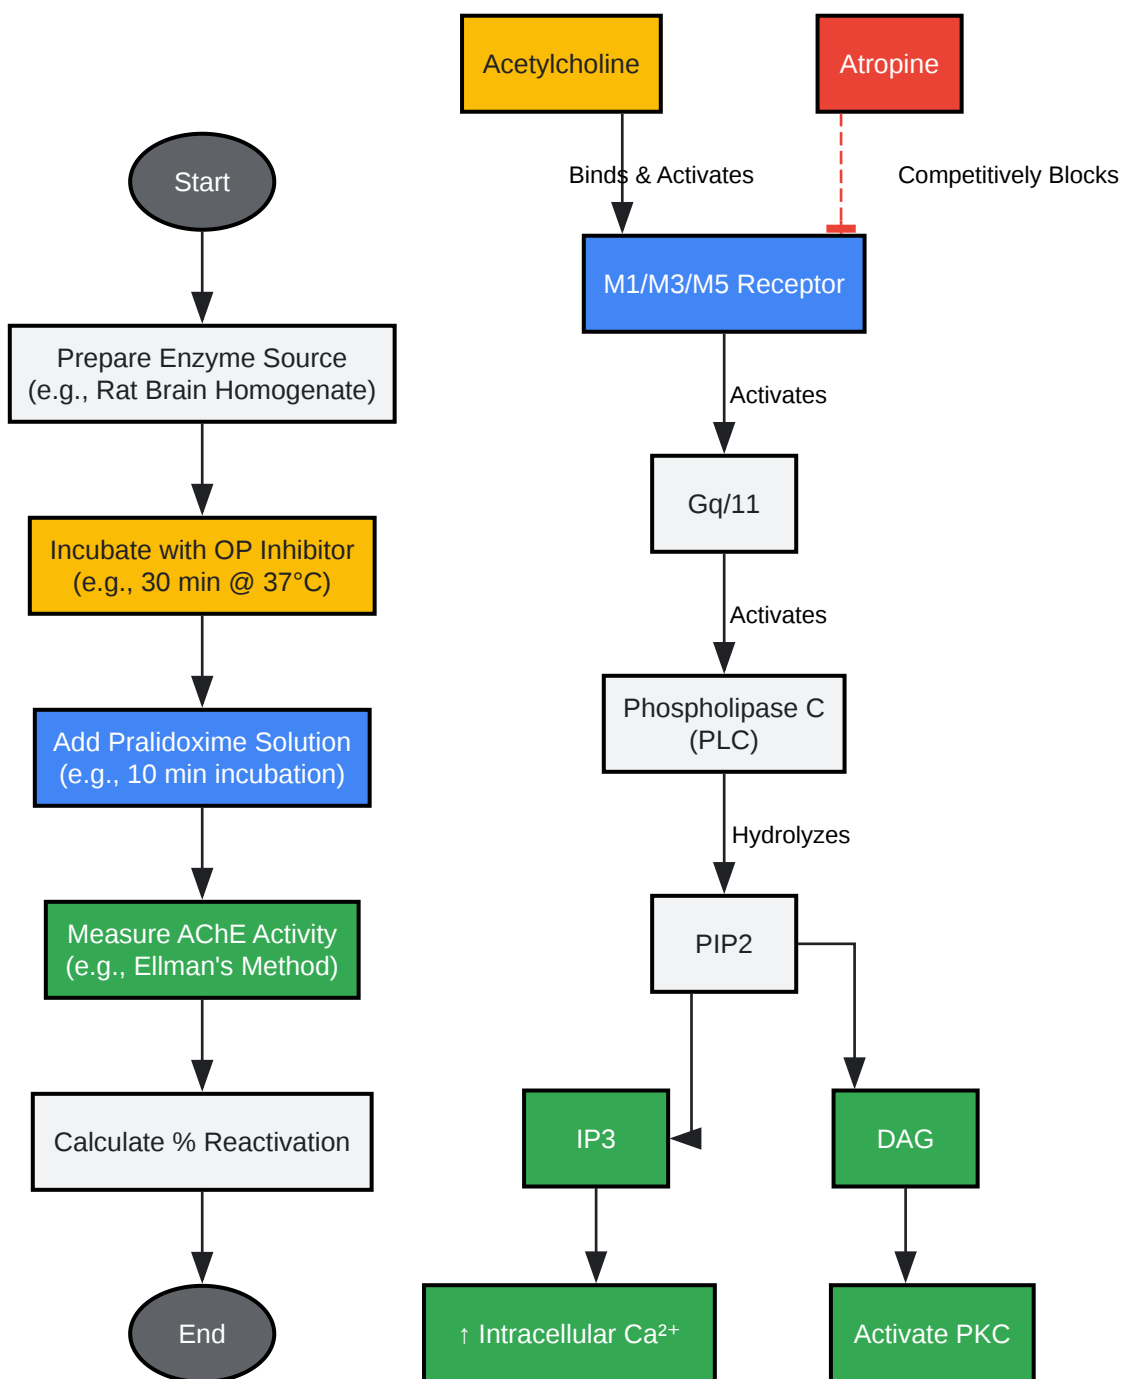 Start
Prepare Enzyme Source
(e.g., Rat Brain Homogenate)
Incubate with OP Inhibitor
(e.g., 30 min @ 37°C)
Add Pralidoxime Solution
(e.g., 10 min incubation)
Measure AChE Activity
(e.g., Ellman's Method)
Calculate % Reactivation
End
Acetylcholine
Atropine
Binds & Activates
Competitively Blocks
M1/M3/M5 Receptor
Activates
Gq/11
Activates
Phospholipase C
(PLC)
Hydrolyzes
PIP2
IP3
DAG
↑ Intracellular Ca²⁺
Activate PKC